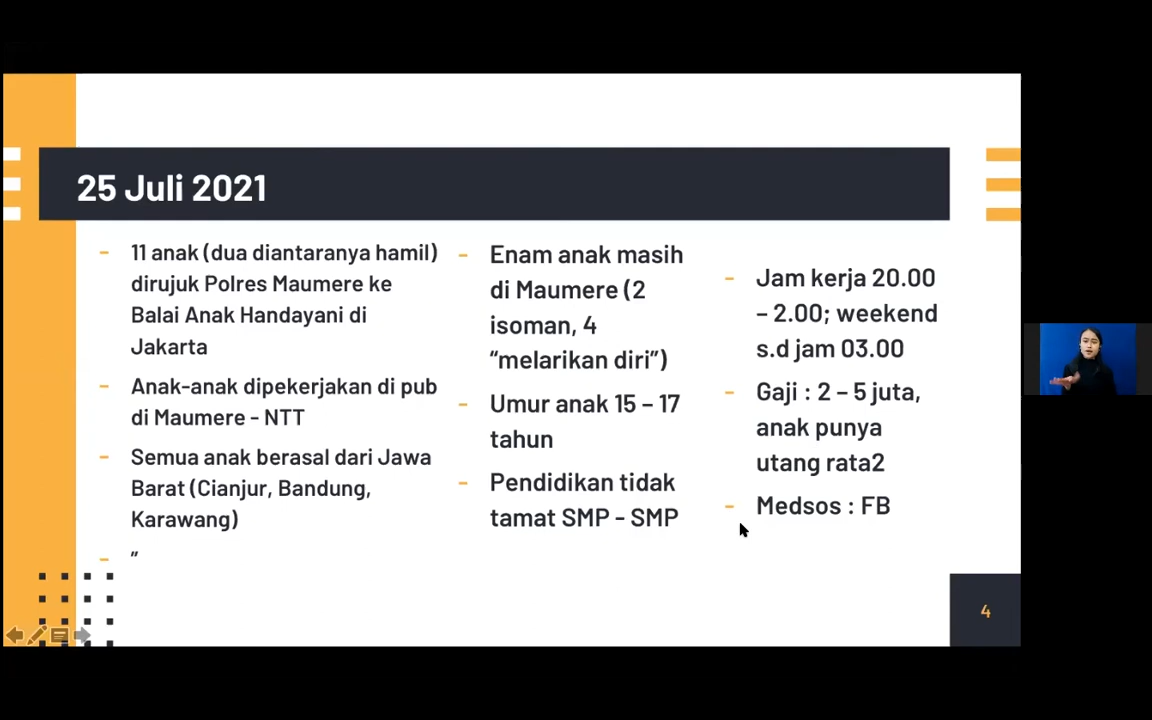 25 Juli 2021
- 11 anak (dua diantaranya hamil)
dirujuk Polres Maumere ke
Balai Anak Handayani di
Jakarta
- Anak-anak dipekerjakan di pub
di Maumere - NTT
- Semua anak berasal dari Jawa
Barat (Cianjur, Bandung,
Karawang)
- ”
- Enam anak masih
di Maumere (2
isoman, 4
“melarikan diri”)
- Umur anak 15 – 17
tahun
- Pendidikan tidak
tamat SMP - SMP
- Jam kerja 20.00
– 2.00; weekend
s.d jam 03.00
- Gaji : 2 – 5 juta,
anak punya
utang rata2
- Medsos : FB
4